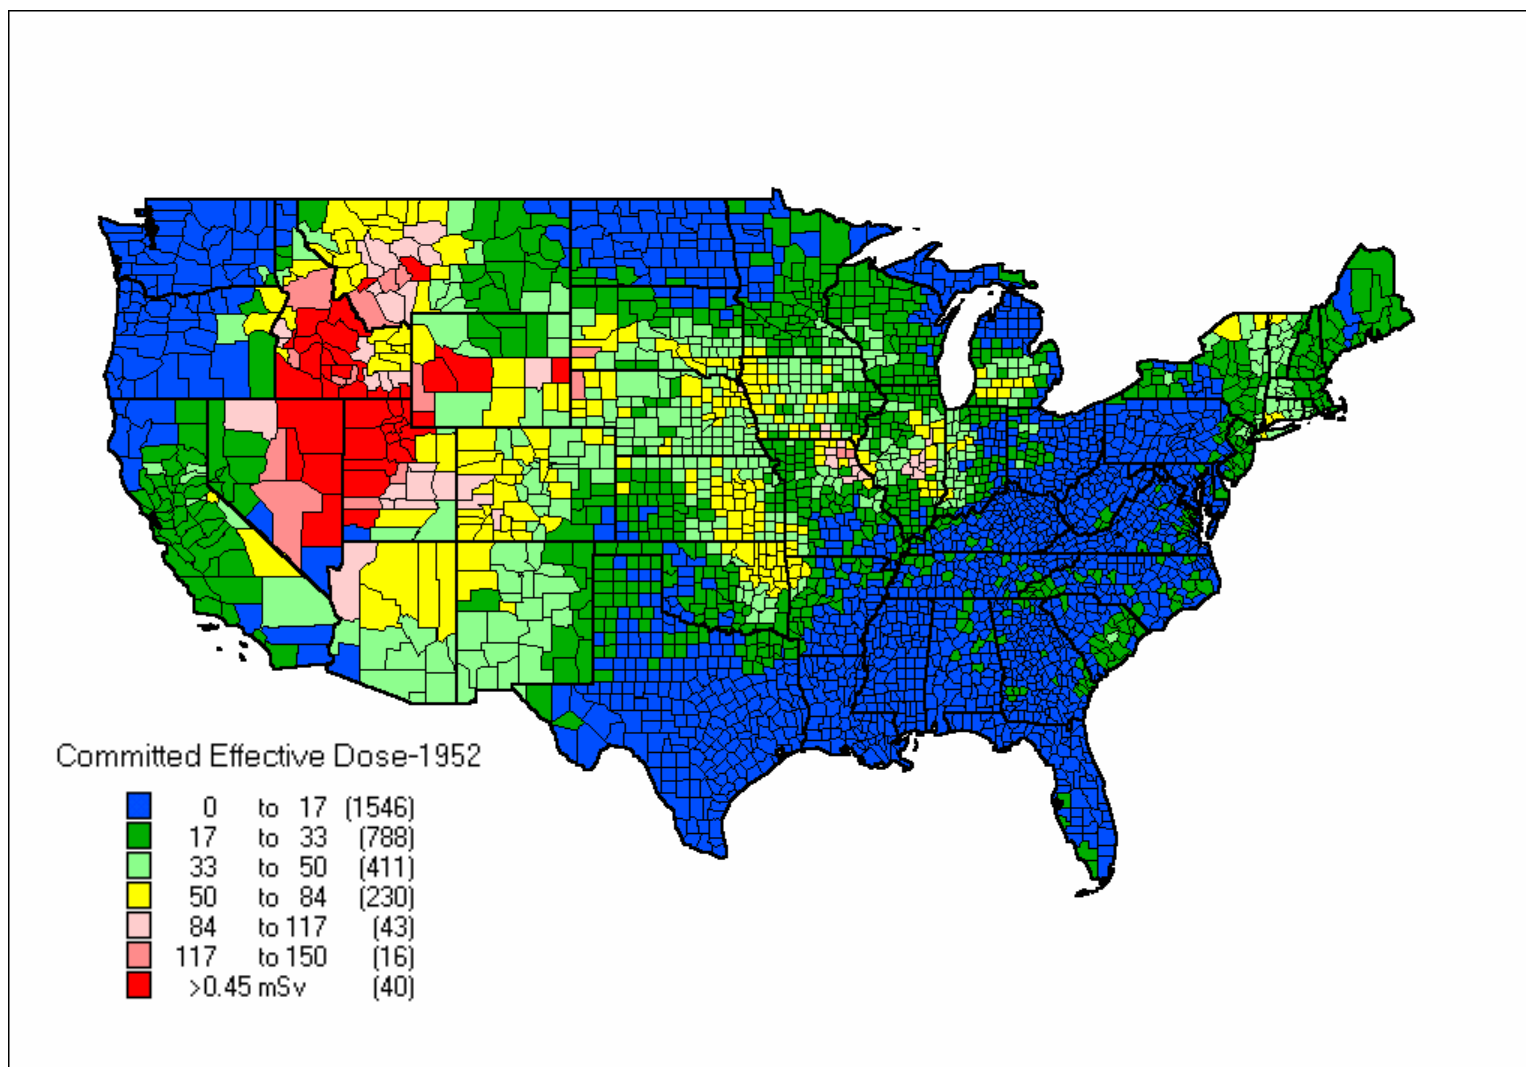 Committed Effective Dose-1952
0 to 17 (1546)
17 to 33 (788)
33 to 50 (411)
50 to 84 (230)
84 to 117 (43)
117 to 150 (16)
>0.45 mSv (40)